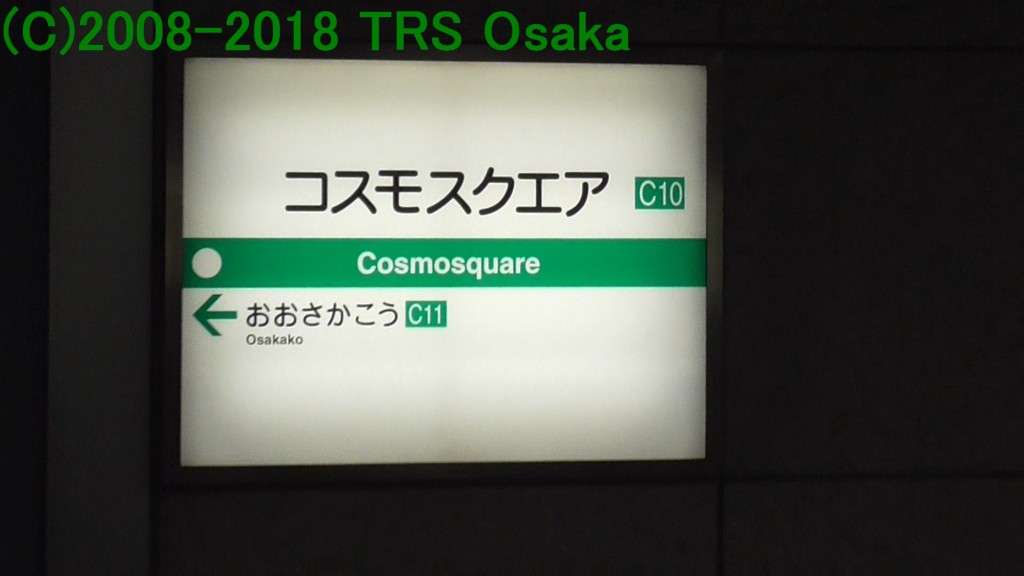 (C)2008-2018 TRS Osaka
コスモスクエア C10
Cosmosquare
おおさかこう C11
Osakako